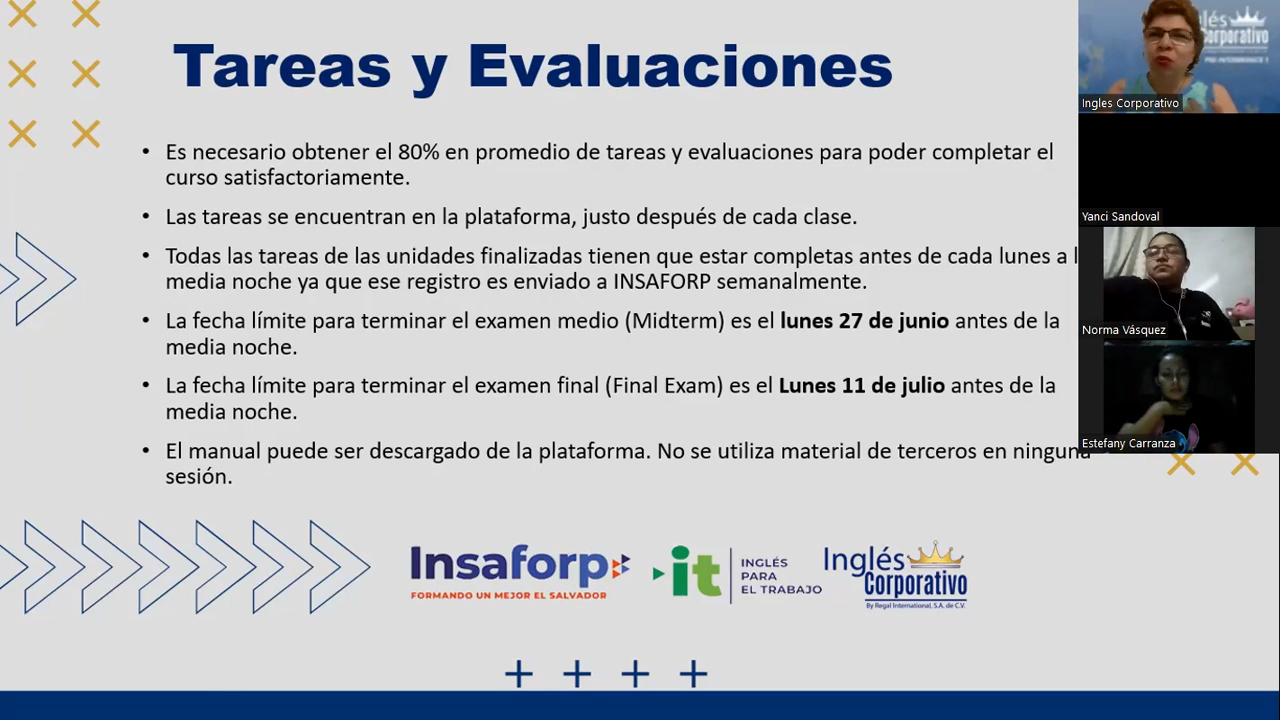 Tareas y Evaluaciones
• Es necesario obtener el 80% en promedio de tareas y evaluaciones para poder completar el
curso satisfactoriamente.
• Las tareas se encuentran en la plataforma, justo después de cada clase.
• Todas las tareas de las unidades finalizadas tienen que estar completas antes de cada lunes a l
media noche ya que ese registro es enviado a INSAFORP semanalmente.
• La fecha límite para terminar el examen medio (Midterm) es el lunes 27 de junio antes de la
media noche.
• La fecha límite para terminar el examen final (Final Exam) es el Lunes 11 de julio antes de la
media noche.
• El manual puede ser descargado de la plataforma. No se utiliza material de terceros en ninguna
sesión.
Insaforp
FORMANDO UN MEJOR EL SALVADOR
it
INGLÉS
PARA
EL TRABAJO
Inglés
Corporativo
By Regal International, S.A. de C.V.
lés
Corporativo
Ingles Corporativo
Yanci Sandoval
Norma Vásquez
Estefany Carranza